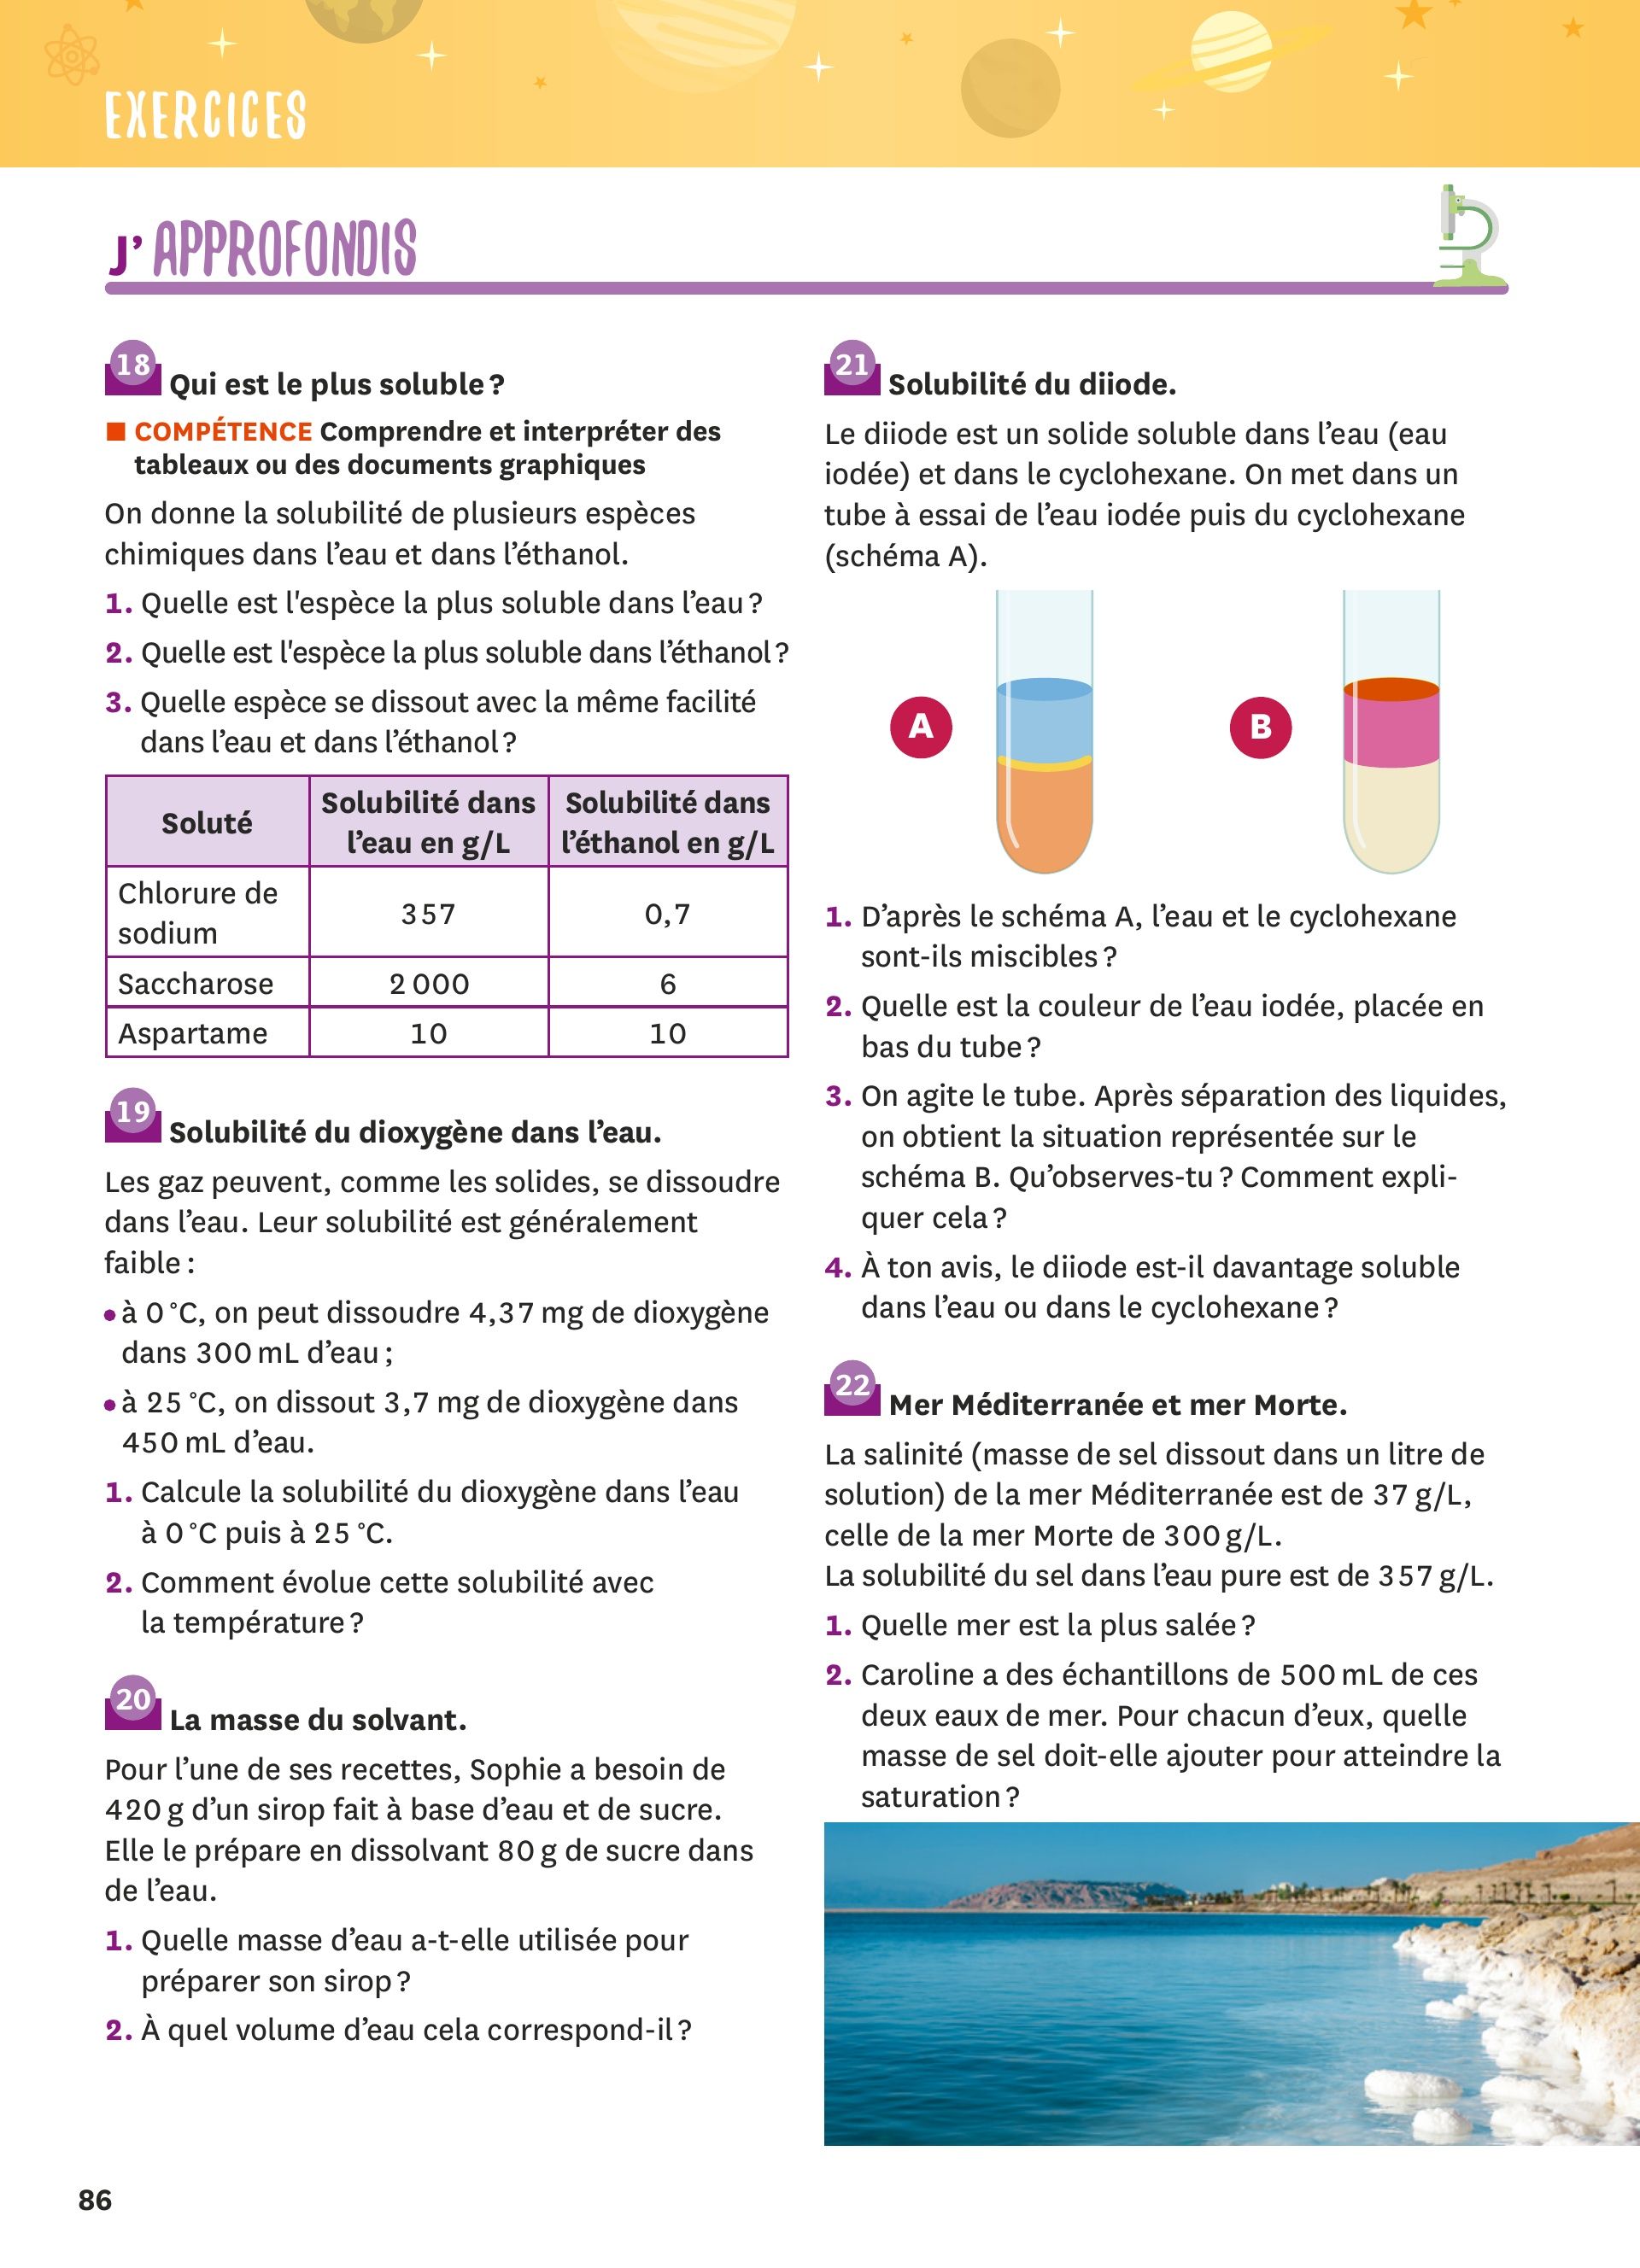 EXERCICES
J’APPROFONDIS
18 Qui est le plus soluble ?
■ COMPÉTENCE Comprendre et interpréter des
tableaux ou des documents graphiques
On donne la solubilité de plusieurs espèces
chimiques dans l’eau et dans l’éthanol.
1. Quelle est l'espèce la plus soluble dans l’eau ?
2. Quelle est l'espèce la plus soluble dans l’éthanol ?
3. Quelle espèce se dissout avec la même facilité
dans l’eau et dans l’éthanol ?
Soluté
Solubilité dans
l’eau en g/L
Solubilité dans
l’éthanol en g/L
Chlorure de
sodium
357
0,7
Saccharose 2 000 6
Aspartame 10 10
19 Solubilité du dioxygène dans l’eau.
Les gaz peuvent, comme les solides, se dissoudre
dans l’eau. Leur solubilité est généralement
faible :
• à 0 °C, on peut dissoudre 4,37 mg de dioxygène
dans 300 mL d’eau ;
• à 25 °C, on dissout 3,7 mg de dioxygène dans
450 mL d’eau.
1. Calcule la solubilité du dioxygène dans l’eau
à 0 °C puis à 25 °C.
2. Comment évolue cette solubilité avec
la température ?
20 La masse du solvant.
Pour l’une de ses recettes, Sophie a besoin de
420 g d’un sirop fait à base d’eau et de sucre.
Elle le prépare en dissolvant 80 g de sucre dans
de l’eau.
1. Quelle masse d’eau a-t-elle utilisée pour
préparer son sirop ?
2. À quel volume d’eau cela correspond-il ?
21 Solubilité du diiode.
Le diiode est un solide soluble dans l’eau (eau
iodée) et dans le cyclohexane. On met dans un
tube à essai de l’eau iodée puis du cyclohexane
(schéma A).
A
B
1. D’après le schéma A, l’eau et le cyclohexane
sont-ils miscibles ?
2. Quelle est la couleur de l’eau iodée, placée en
bas du tube ?
3. On agite le tube. Après séparation des liquides,
on obtient la situation représentée sur le
schéma B. Qu’observes-tu ? Comment expli-
quer cela ?
4. À ton avis, le diiode est-il davantage soluble
dans l’eau ou dans le cyclohexane ?
22 Mer Méditerranée et mer Morte.
La salinité (masse de sel dissout dans un litre de
solution) de la mer Méditerranée est de 37 g/L,
celle de la mer Morte de 300 g/L.
La solubilité du sel dans l’eau pure est de 357 g/L.
1. Quelle mer est la plus salée ?
2. Caroline a des échantillons de 500 mL de ces
deux eaux de mer. Pour chacun d’eux, quelle
masse de sel doit-elle ajouter pour atteindre la
saturation ?
86